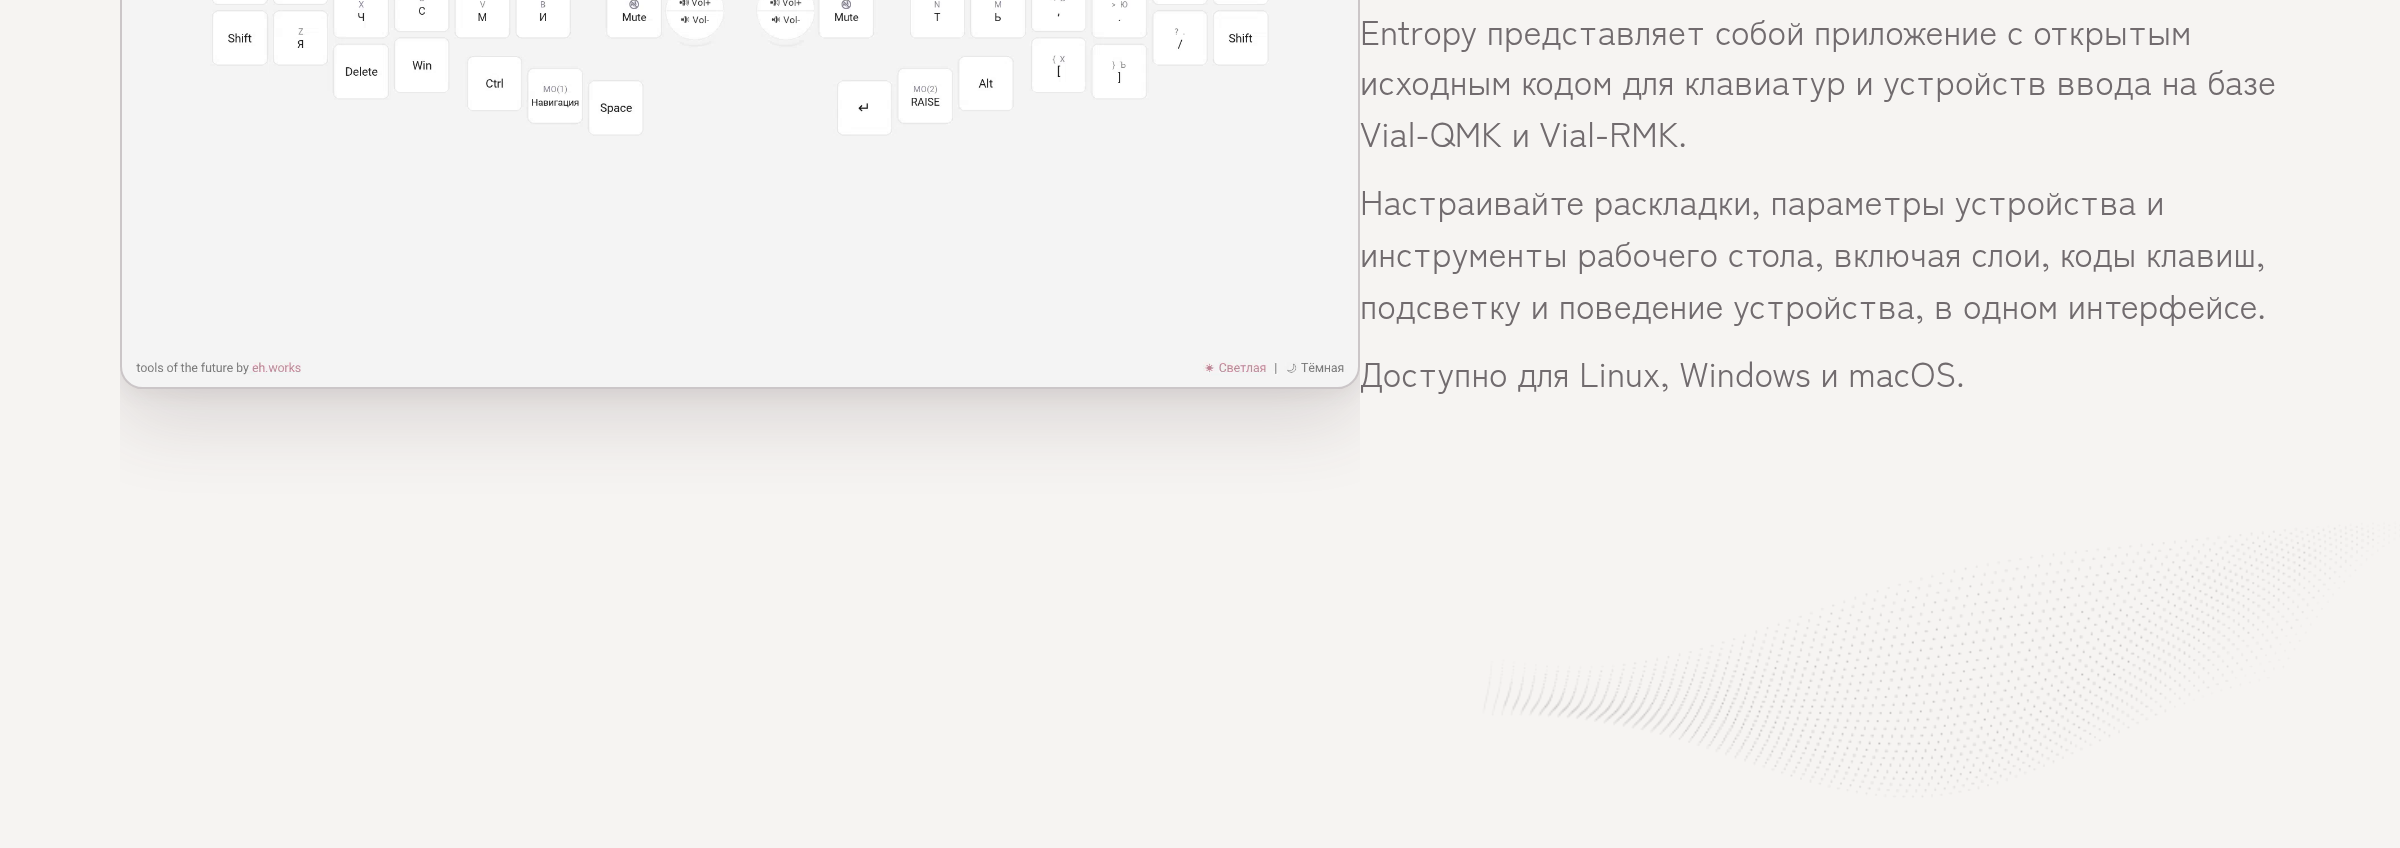 X
Ч
С
V
М
B
И
Mute
Vol+
Vol-
Vol+
Vol-
Mute
N
Т
M
Ь
,
> Ю
.
Shift
Z
Я
Delete
Win
Ctrl
MO(1)
Навигация
Space
↵
MO(2)
RAISE
Alt
{ Х
[
} Ъ
]
? .
/
Shift
tools of the future by eh.works
Светлая | Тёмная
Entropy представляет собой приложение с открытым
исходным кодом для клавиатур и устройств ввода на базе
Vial-QMK и Vial-RMK.
Настраивайте раскладки, параметры устройства и
инструменты рабочего стола, включая слои, коды клавиш,
подсветку и поведение устройства, в одном интерфейсе.
Доступно для Linux, Windows и macOS.